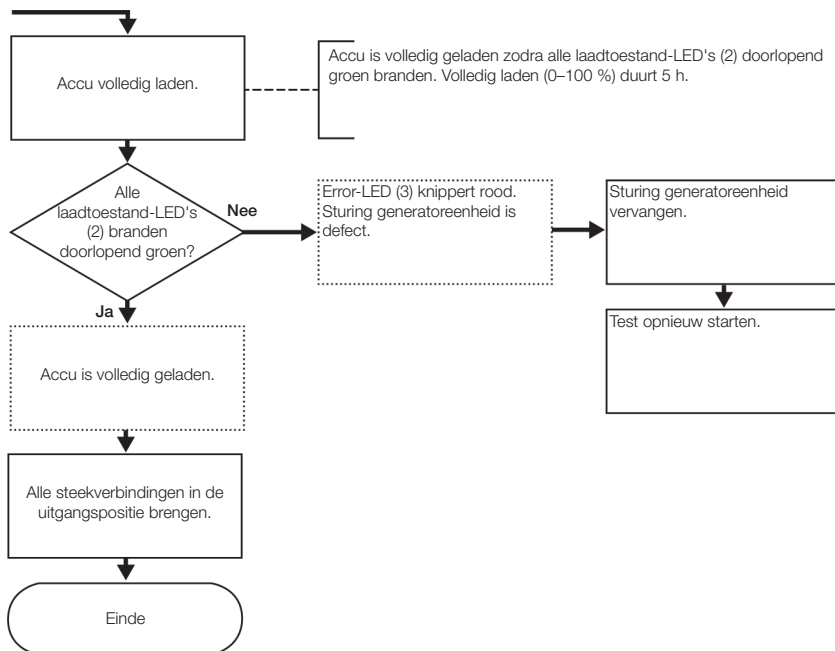 Accu volledig laden.
Accu is volledig geladen zodra alle laadtoestand-LED's (2) doorlopend
groen branden. Volledig laden (0–100 %) duurt 5 h.
Alle
laadtoestand-LED's
(2) branden
doorlopend groen?
Nee
Error-LED (3) knippert rood.
Sturing generatoreenheid is
defect.
Sturing generatoreenheid
vervangen.
Test opnieuw starten.
Ja
Accu is volledig geladen.
Alle steekverbindingen in de
uitgangspositie brengen.
Einde